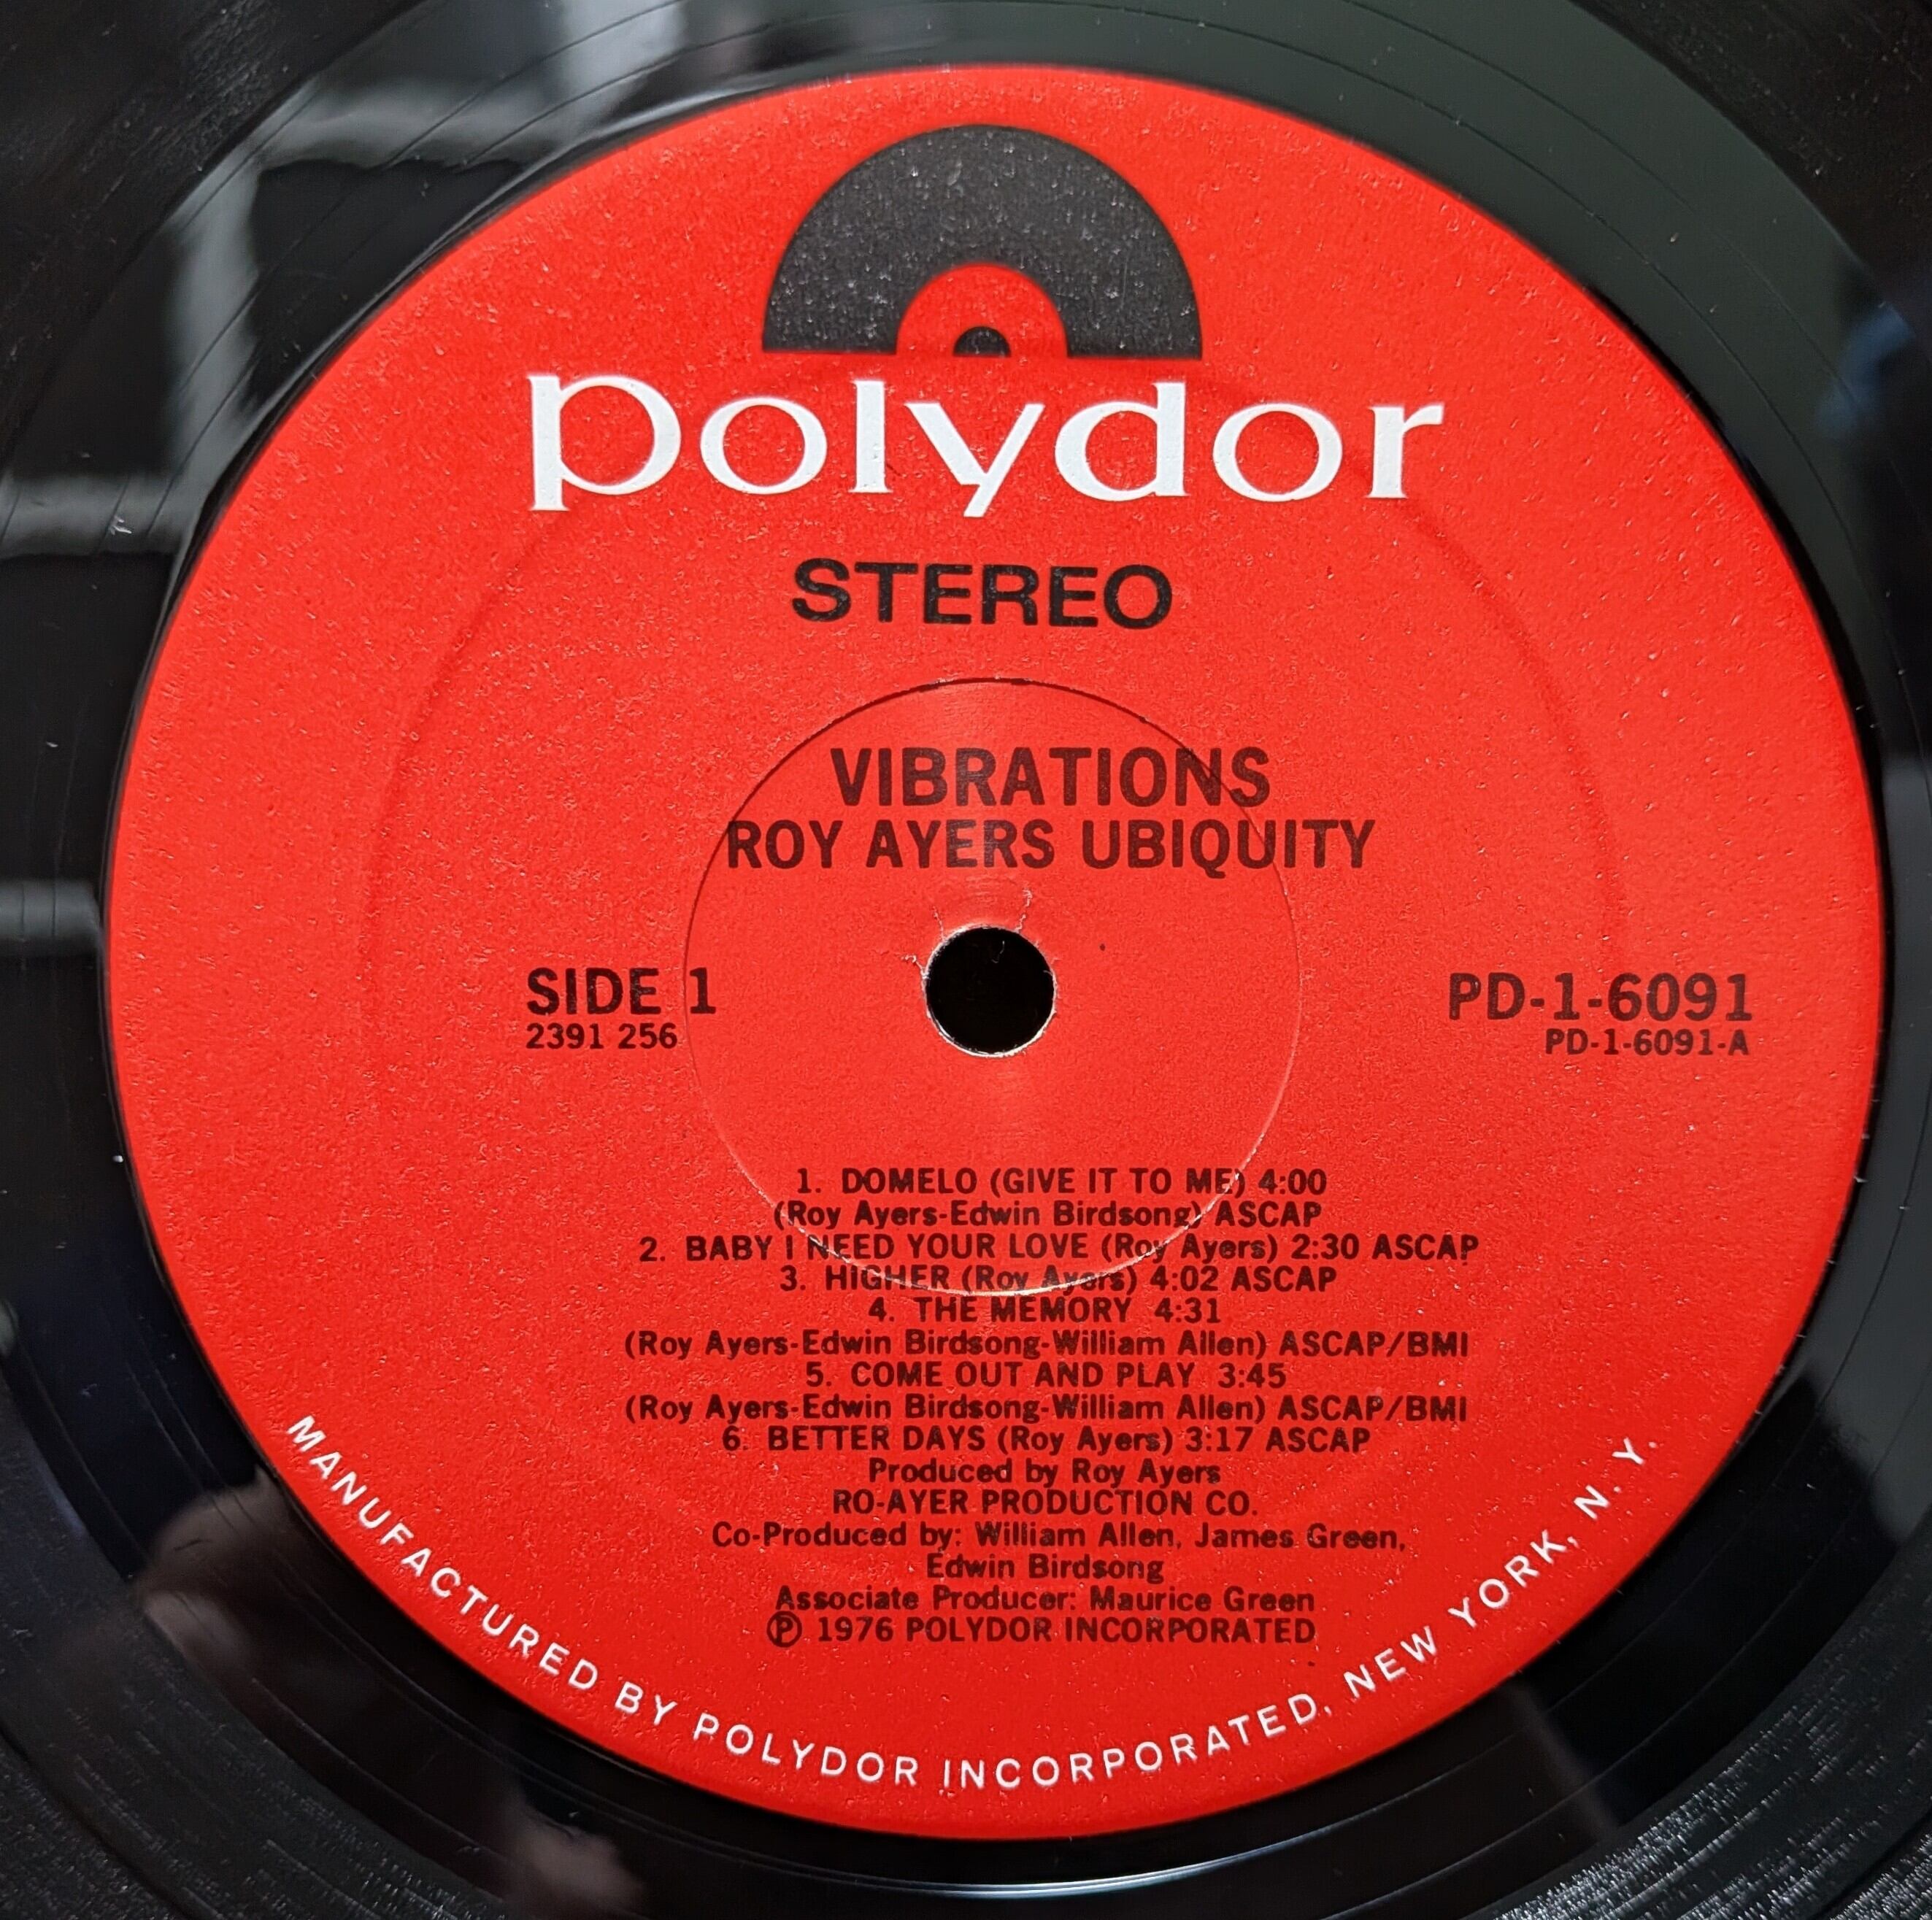 polydor
STEREO
VIBRATIONS
ROY AYERS UBIQUITY
SIDE 1
2391 256
PD-1-6091
PD-1-6091-A
1. DOMELO (GIVE IT TO ME) 4:00
(Roy Ayers-Edwin Birdsong) ASCAP
2. BABY I NEED YOUR LOVE (Roy Ayers) 2:30 ASCAP
3. HIGHER (Roy Ayers) 4:02 ASCAP
4. THE MEMORY 4:31
(Roy Ayers-Edwin Birdsong-William Allen) ASCAP/BMI
5. COME OUT AND PLAY 3:45
(Roy Ayers-Edwin Birdsong-William Allen) ASCAP/BMI
6. BETTER DAYS (Roy Ayers) 3:17 ASCAP
Produced by Roy Ayers
RO-AYER PRODUCTION CO.
Co-Produced by: William Allen, James Green,
Edwin Birdsong
Associate Producer: Maurice Green
℗ 1976 POLYDOR INCORPORATED
MANUFACTURED BY POLYDOR INCORPORATED, NEW YORK, N. Y.